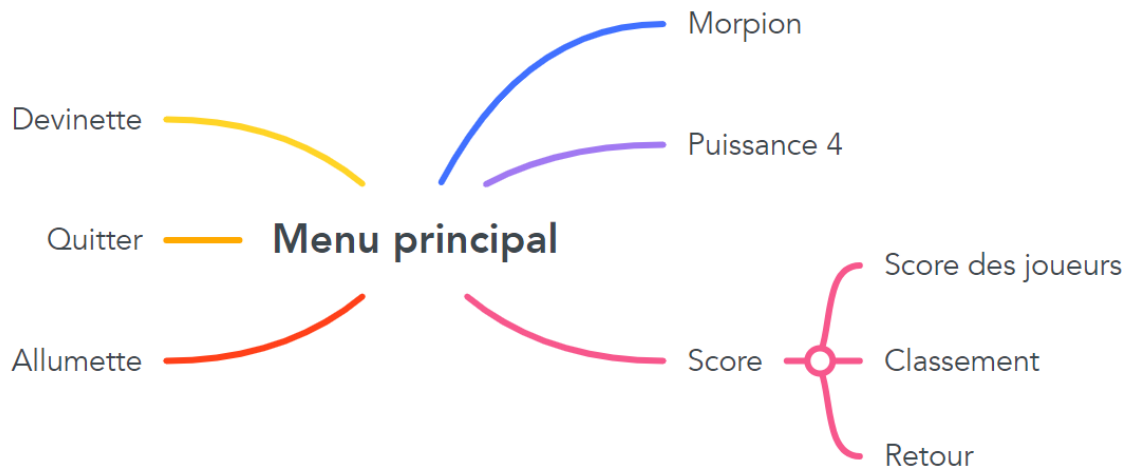 Morpion
Devinette
Puissance 4
Quitter
Menu principal
Score des joueurs
Allumette
Score
Classement
Retour